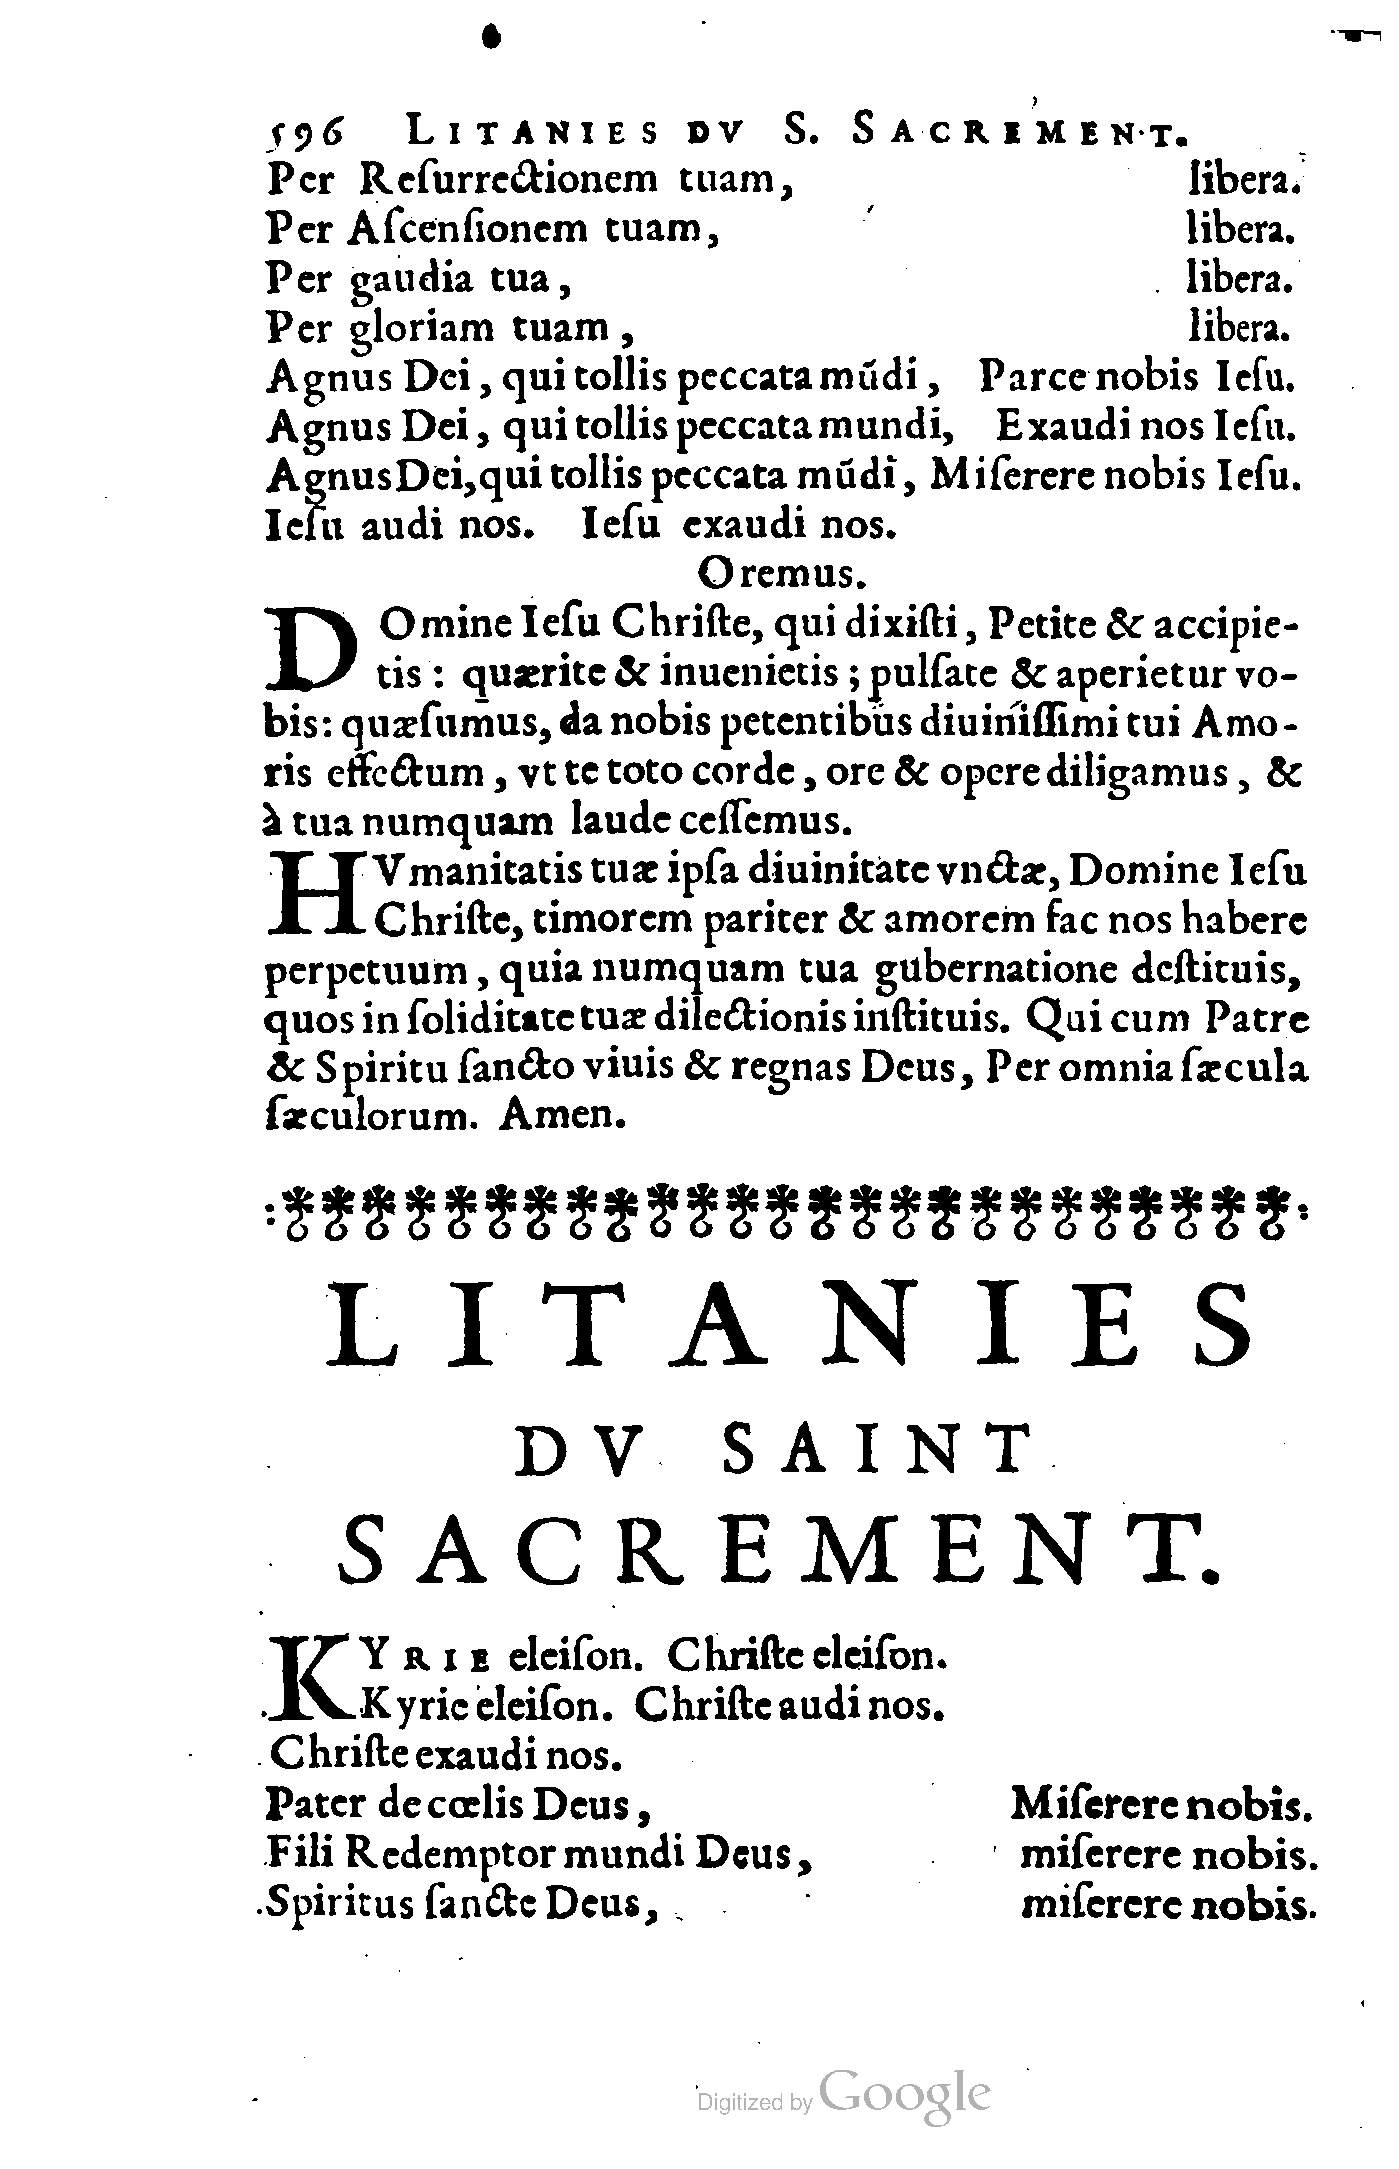 596 LITANIES DV S. SACREMENT.
Per Reſurrectionem tuam, libera.
Per Aſcenſionem tuam, libera.
Per gaudia tua, libera.
Per gloriam tuam, libera.
Agnus Dei, qui tollis peccata mũdi, Parce nobis Ieſu.
Agnus Dei, qui tollis peccata mundi, Exaudi nos Ieſu.
Agnus Dei, qui tollis peccata mũdi, Miſerere nobis Ieſu.
Ieſu audi nos. Ieſu exaudi nos.
Oremus.
DOmine Ieſu Chriſte, qui dixiſti, Petite & accipie-
tis: quærite & inuenietis; pulſate & aperietur vo-
bis: quæſumus, da nobis petentibus diuiniſſimi tui Amo-
ris effectum, vt te toto corde, ore & opere diligamus, &
à tua numquam laude ceſſemus.
HVmanitatis tuæ ipſa diuinitate vnctæ, Domine Ieſu
Chriſte, timorem pariter & amorem fac nos habere
perpetuum, quia numquam tua gubernatione deſtituis,
quos in ſoliditate tuæ dilectionis inſtituis. Qui cum Patre
& Spiritu ſancto viuis & regnas Deus, Per omnia ſæcula
ſæculorum. Amen.
LITANIES
DV SAINT
SACREMENT.
KYRIE eleiſon. Chriſte eleiſon.
Kyrie eleiſon. Chriſte audi nos.
Chriſte exaudi nos.
Pater de cœlis Deus, Miſerere nobis.
Fili Redemptor mundi Deus, miſerere nobis.
Spiritus ſancte Deus, miſerere nobis.
Digitized by Google